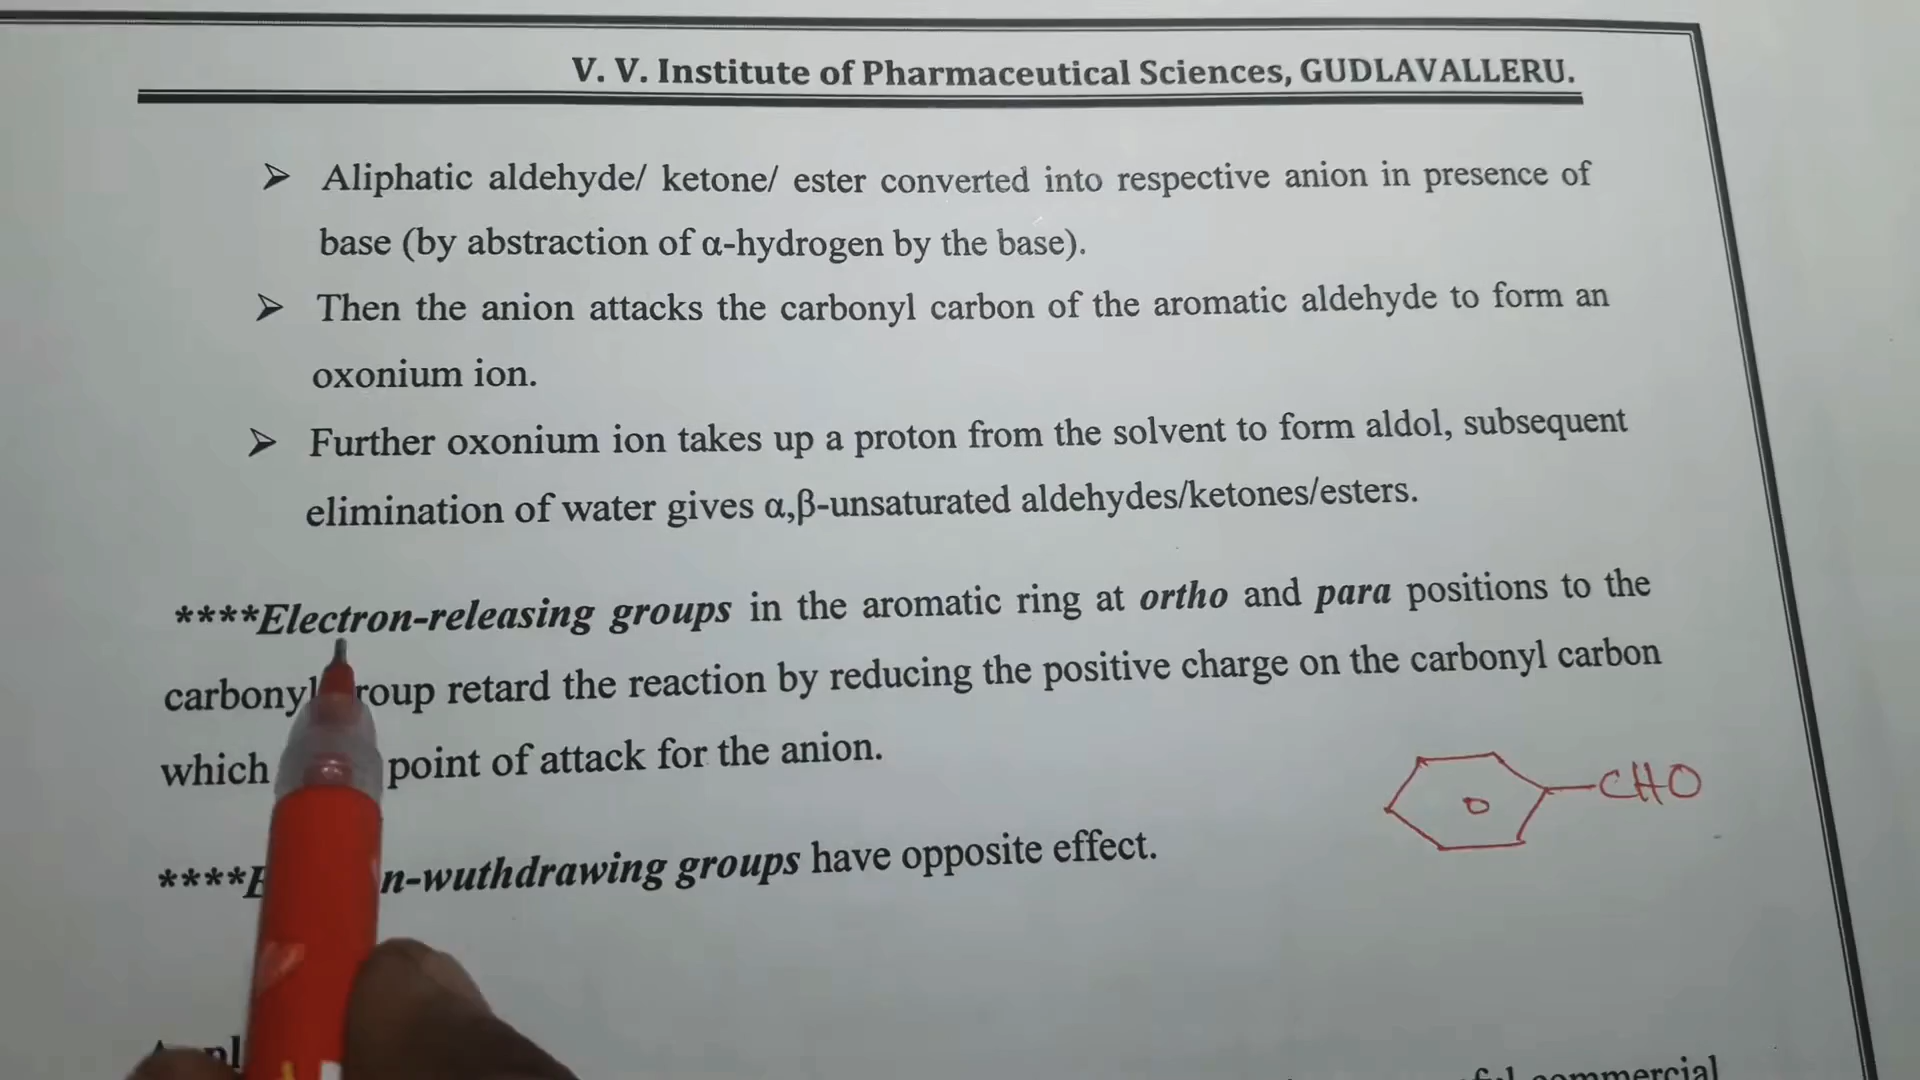 V. V. Institute of Pharmaceutical Sciences, GUDLAVALLERU.
➢ Aliphatic aldehyde/ ketone/ ester converted into respective anion in presence of
base (by abstraction of α-hydrogen by the base).
➢ Then the anion attacks the carbonyl carbon of the aromatic aldehyde to form an
oxonium ion.
➢ Further oxonium ion takes up a proton from the solvent to form aldol, subsequent
elimination of water gives α,β-unsaturated aldehydes/ketones/esters.
****Electron-releasing groups in the aromatic ring at ortho and para positions to the
carbonyl roup retard the reaction by reducing the positive charge on the carbonyl carbon
which point of attack for the anion.
CHO
****E n-wuthdrawing groups have opposite effect.
commercial